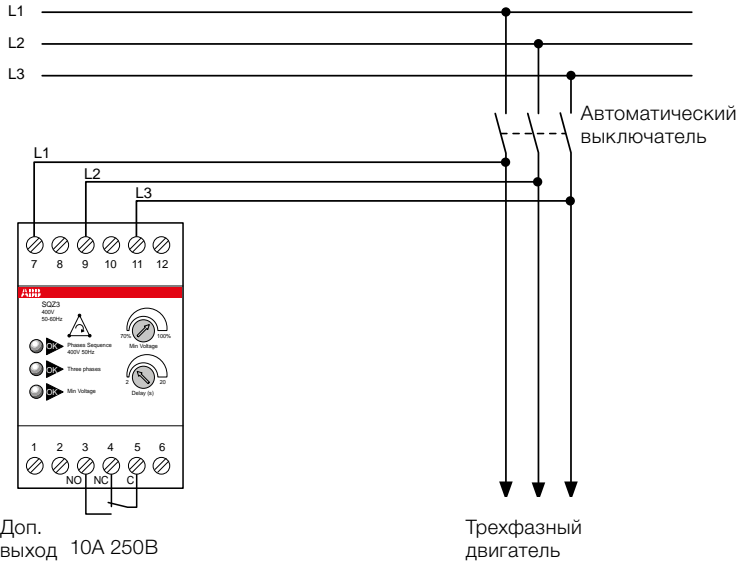 L1
L2
L3
Автоматический
выключатель
L1
L2
L3
7 8 9 10 11 12
ABB
SQZ3
400V
50-60Hz
70% 100%
Min Voltage
OK Phases Sequence
400V 50Hz
OK Three phases
2 20
Delay (s)
OK Min Voltage
1 2 3 4 5 6
NO NC C
Доп.
выход 10A 250В
Трехфазный
двигатель